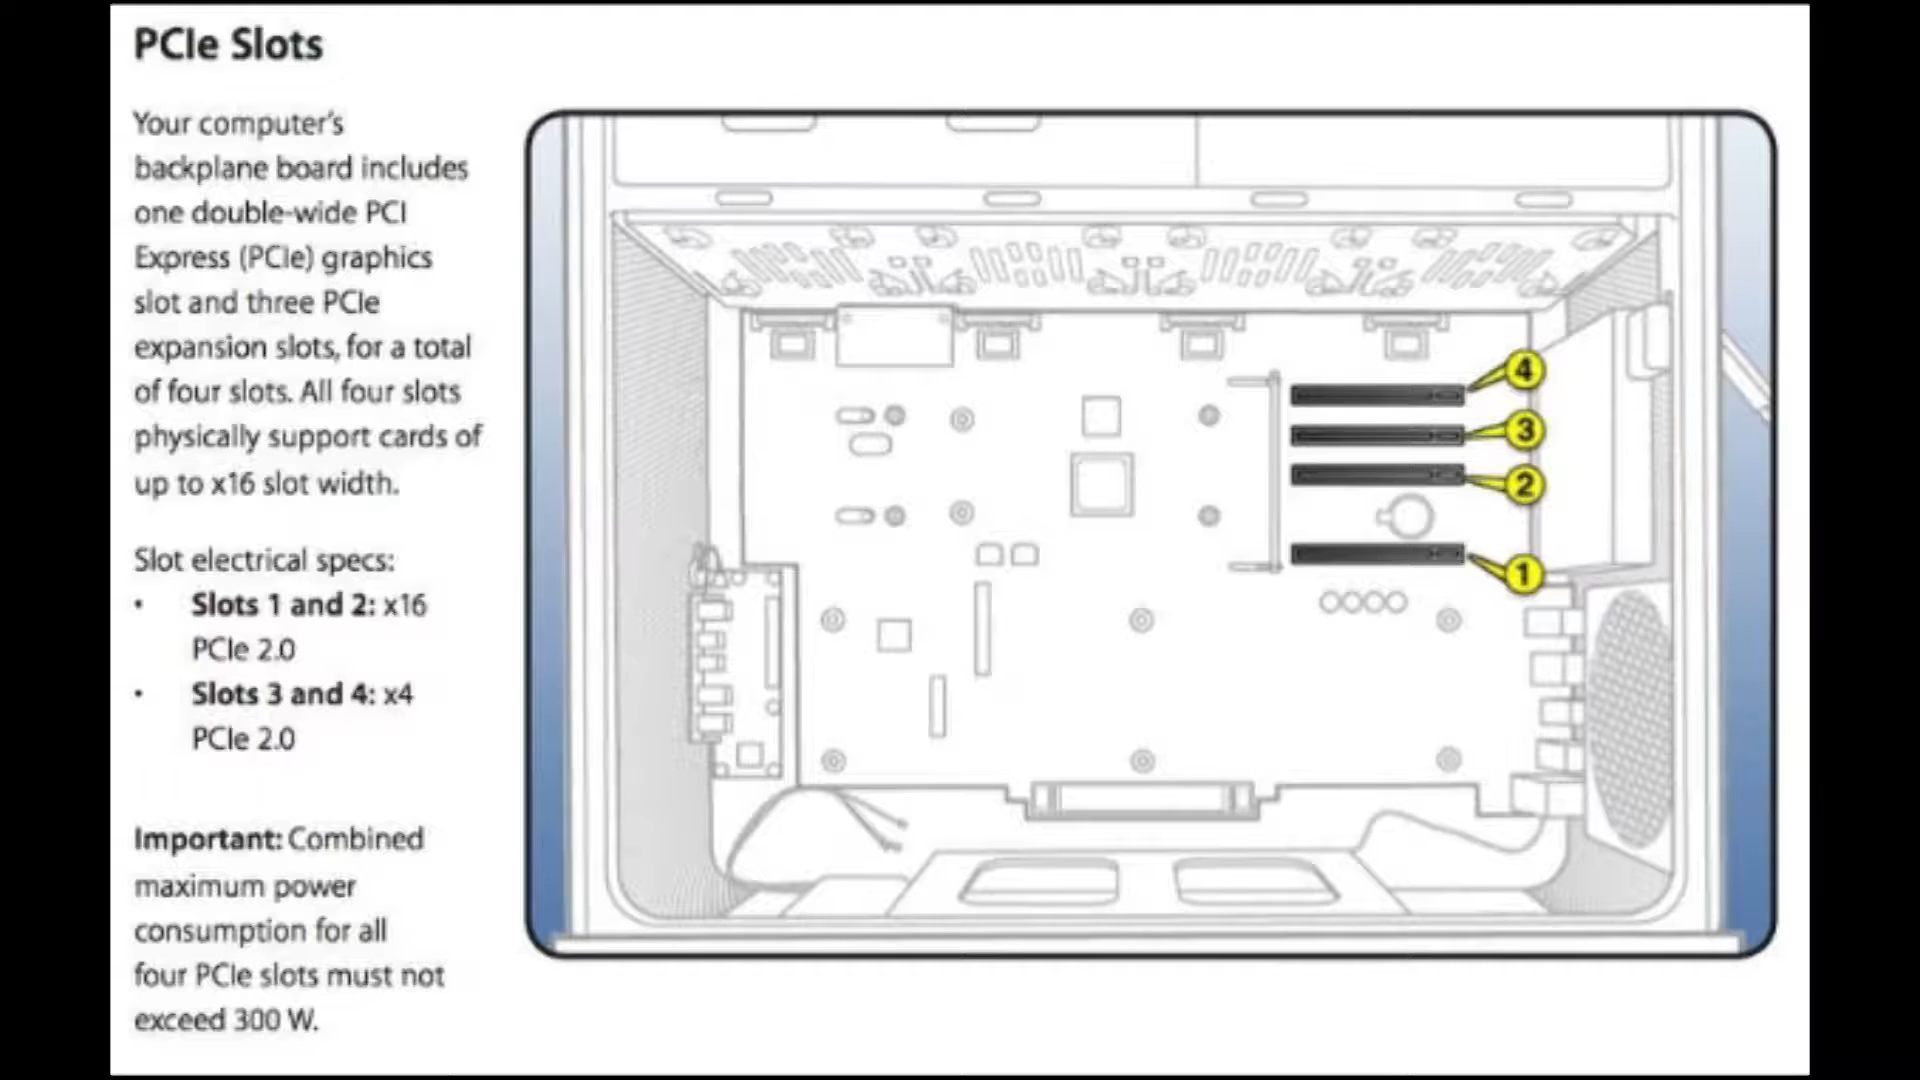 PCIe Slots
Your computer's
backplane board includes
one double-wide PCI
Express (PCIe) graphics
slot and three PCIe
expansion slots, for a total
of four slots. All four slots
physically support cards of
up to x16 slot width.
Slot electrical specs:
• Slots 1 and 2: x16
PCIe 2.0
• Slots 3 and 4: x4
PCIe 2.0
Important: Combined
maximum power
consumption for all
four PCIe slots must not
exceed 300 W.
4
3
2
1